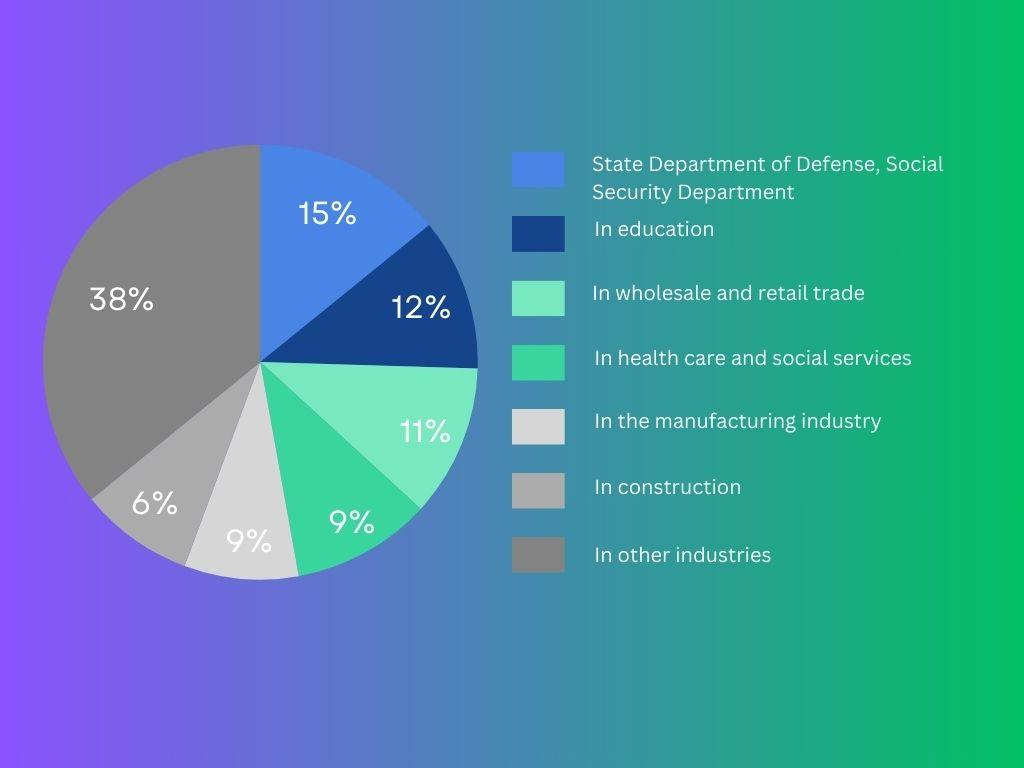 15%
12%
11%
9%
9%
6%
38%
State Department of Defense, Social
Security Department
In education
In wholesale and retail trade
In health care and social services
In the manufacturing industry
In construction
In other industries